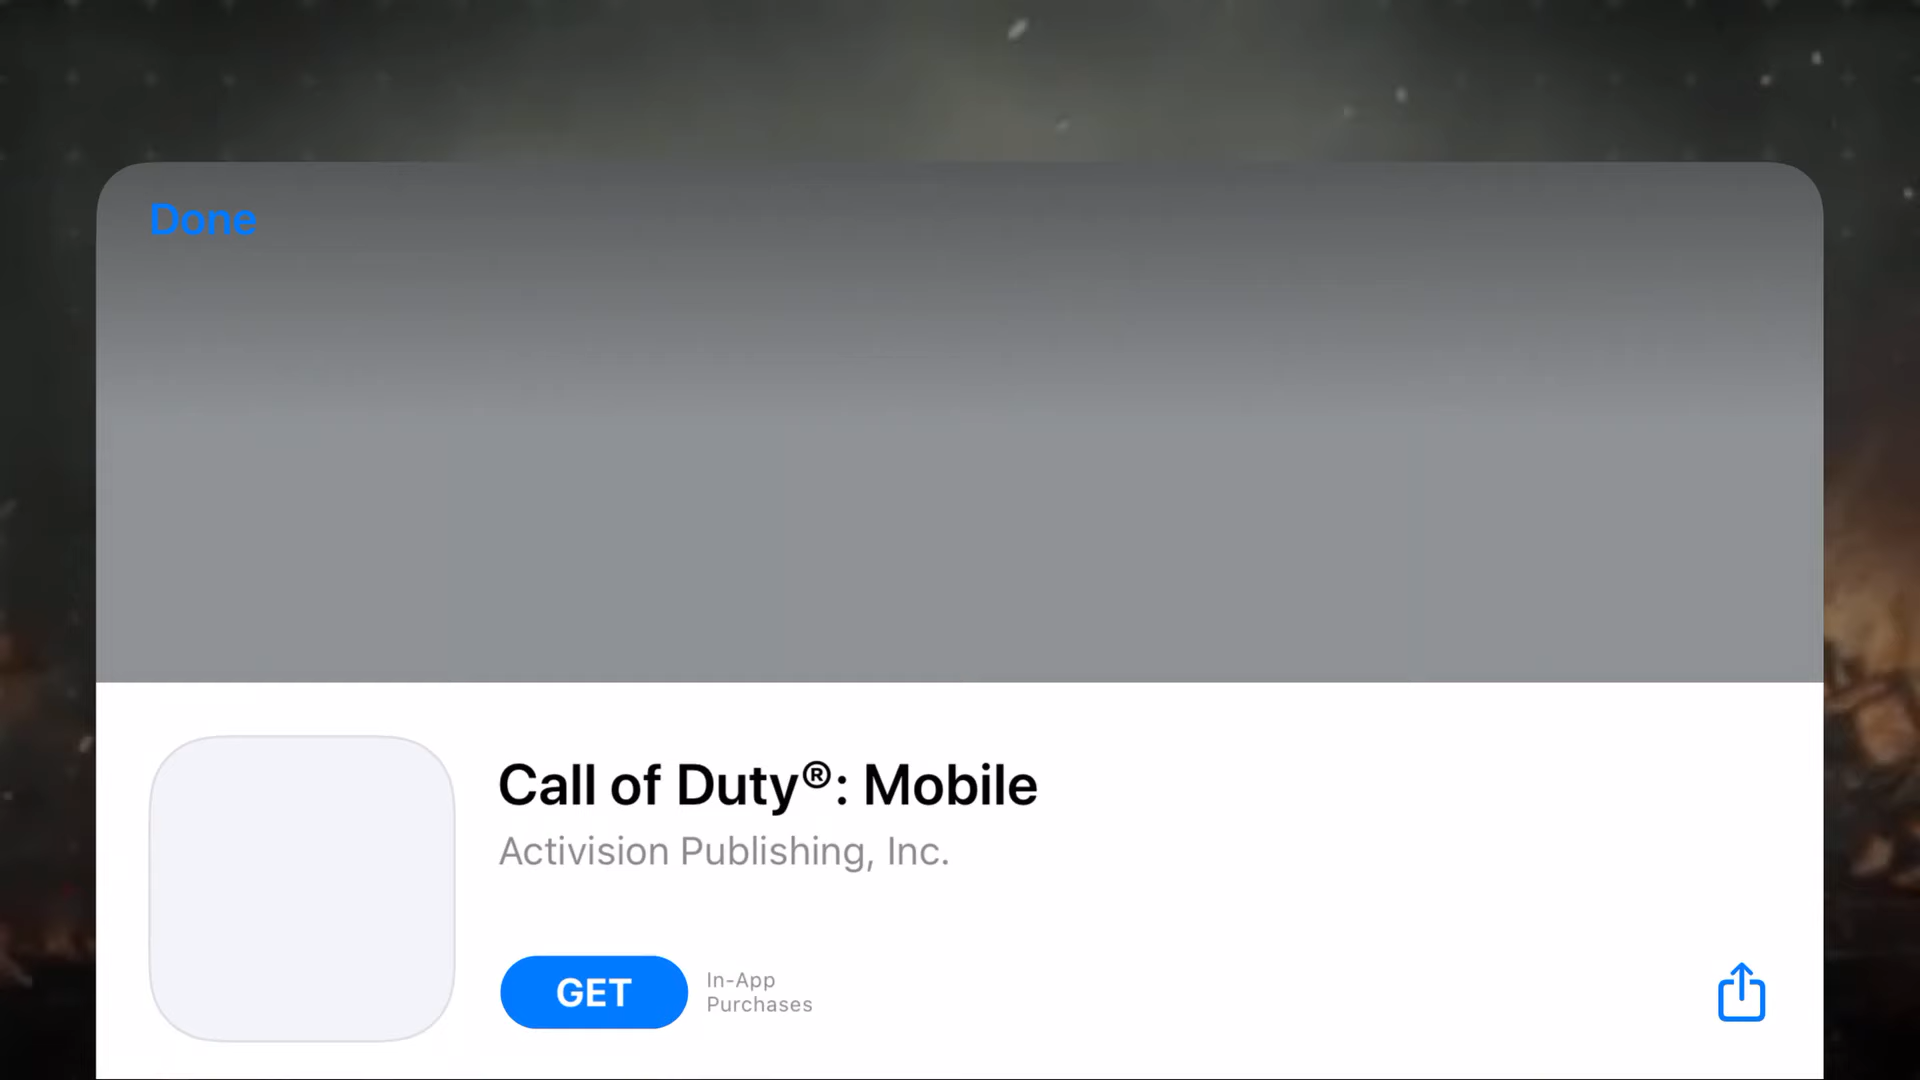 Done
Call of Duty®: Mobile
Activision Publishing, Inc.
GET
In-App
Purchases